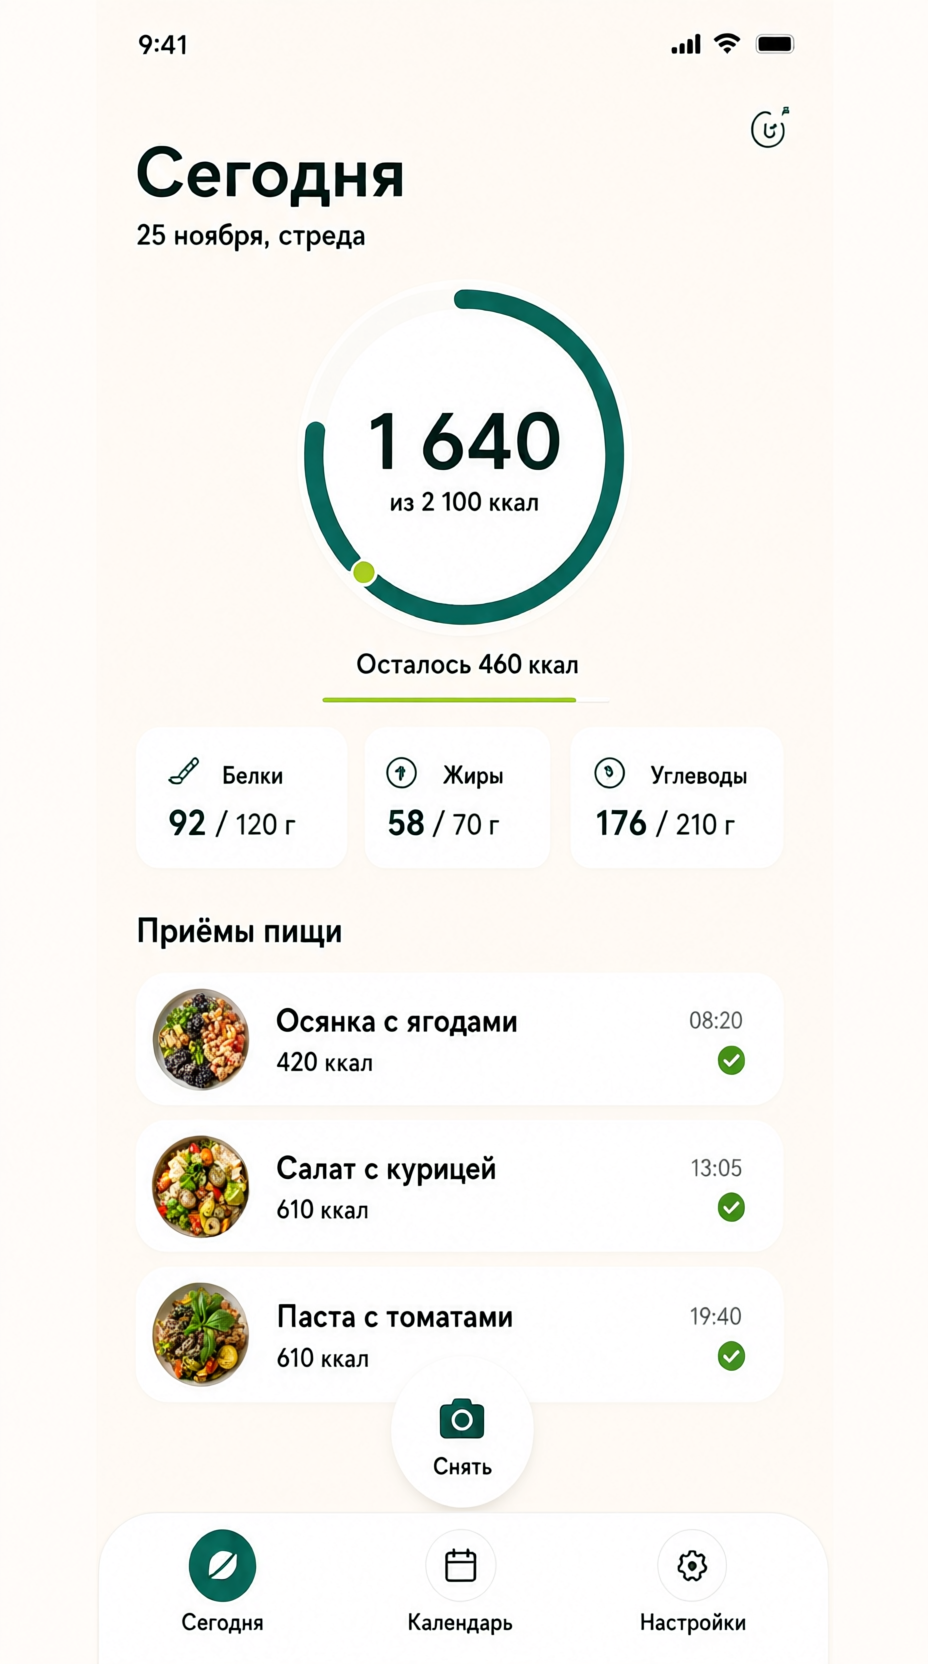 9:41
Сегодня
25 ноября, стреда
1 640
из 2 100 ккал
Осталось 460 ккал
Белки
92 / 120 г
Жиры
58 / 70 г
Углеводы
176 / 210 г
Приёмы пищи
Осянка с ягодами
08:20
420 ккал
Салат с курицей
13:05
610 ккал
Паста с томатами
19:40
610 ккал
Снять
Сегодня
Календарь
Настройки